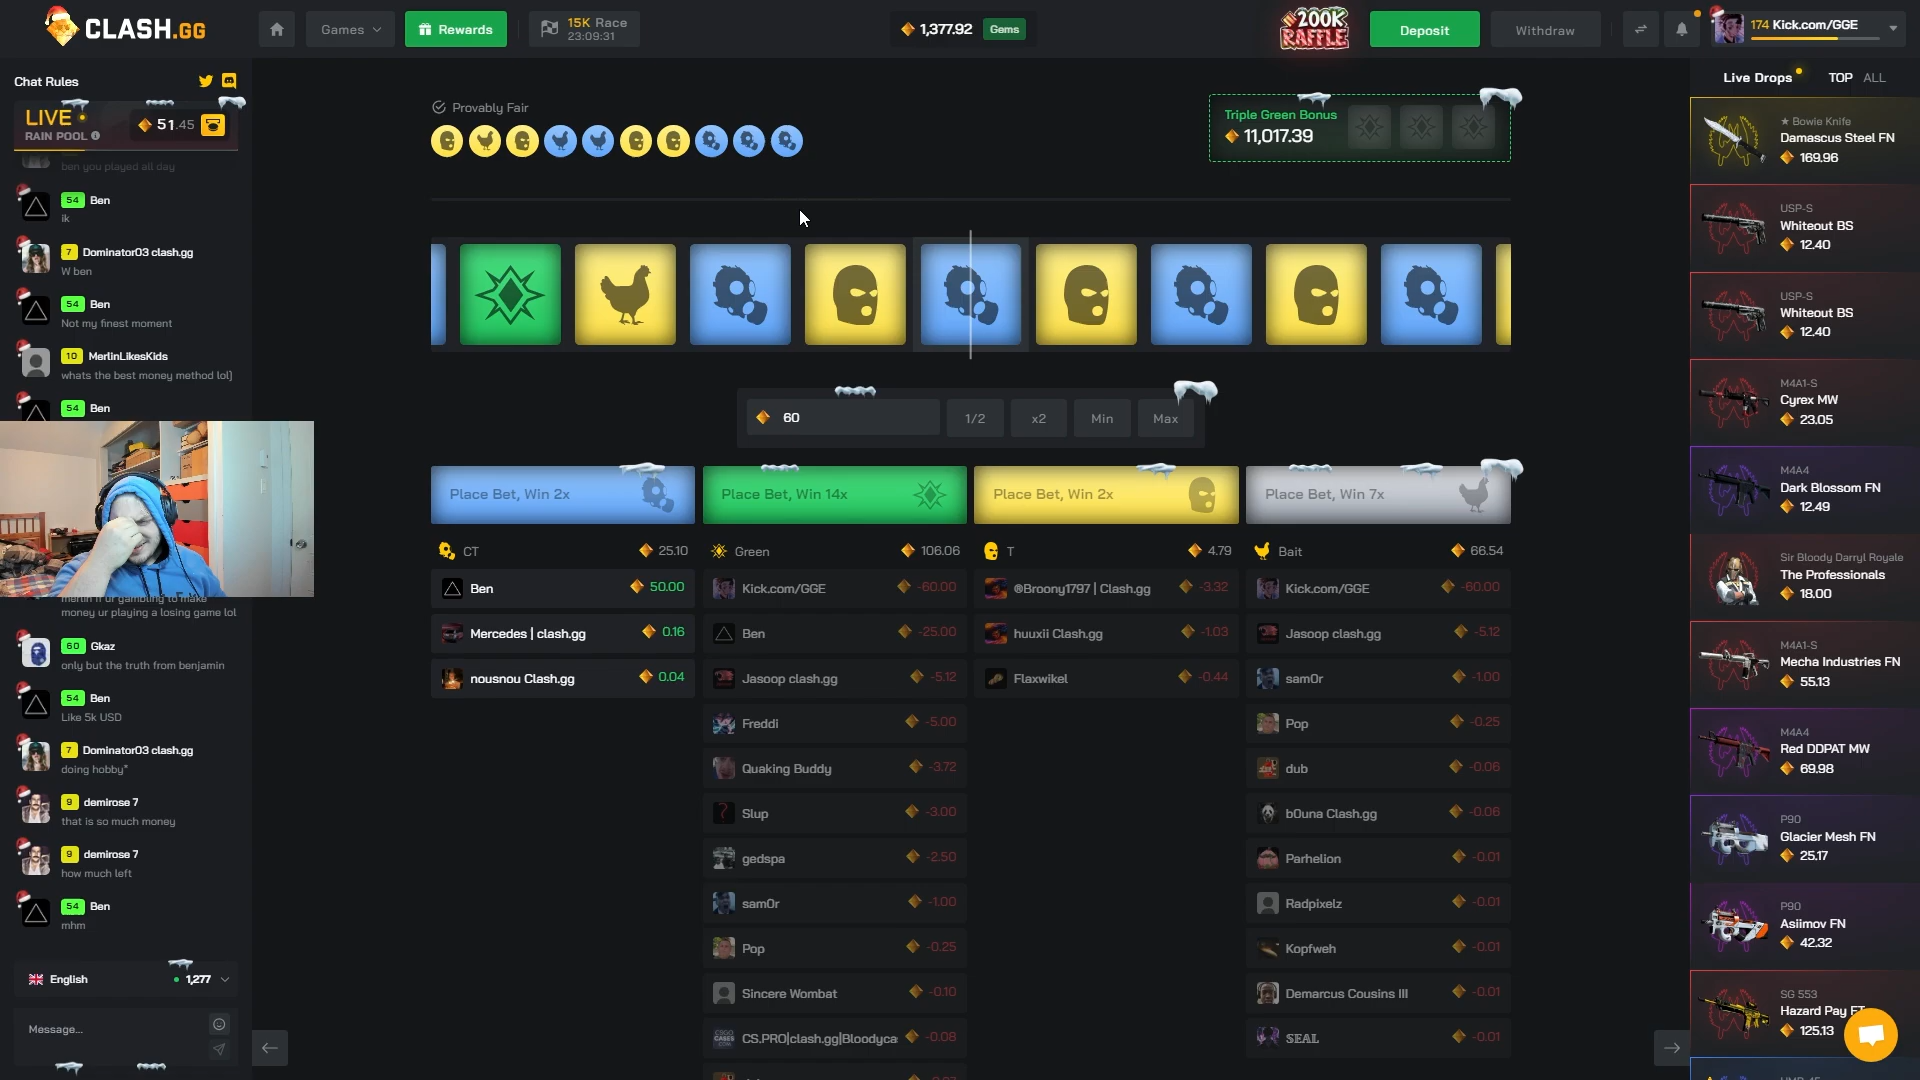 CLASH.GG
Games
Rewards
15K Race
23:09:31
1,377.92
Gems
200K
RAFFLE
Deposit
Withdraw
174 Kick.com/GGE
Chat Rules
LIVE
RAIN POOL
51.45
ben you played all day
54 Ben
ik
7 Dominator03 clash.gg
W ben
54 Ben
Not my finest moment
10 MerlinLikesKids
whats the best money method lol]
54 Ben
merlin if ur gambling to make
money ur playing a losing game lol
60 Gkaz
only but the truth from benjamin
54 Ben
Like 5k USD
7 Dominator03 clash.gg
doing hobby*
9 demirose 7
that is so much money
9 demirose 7
how much left
54 Ben
mhm
English
1,277
Message...
Provably Fair
Triple Green Bonus
11,017.39
60
1/2
x2
Min
Max
Place Bet, Win 2x
Place Bet, Win 14x
Place Bet, Win 2x
Place Bet, Win 7x
CT 25.10
Ben 50.00
Mercedes | clash.gg 0.16
nousnou Clash.gg 0.04
Green 106.06
Kick.com/GGE -60.00
Ben -25.00
Jasoop clash.gg -5.12
Freddi -5.00
Quaking Buddy -3.72
Slup -3.00
gedspa -2.50
sam0r -1.00
Pop -0.25
Sincere Wombat -0.10
CS.PRO|clash.gg|Bloodyca -0.08
T 4.79
®Broony1797 | Clash.gg -3.32
huuxii Clash.gg -1.03
Flaxwikel -0.44
Bait 66.54
Kick.com/GGE -60.00
Jasoop clash.gg -5.12
sam0r -1.00
Pop -0.25
dub -0.06
b0una Clash.gg -0.06
Parhelion -0.01
Radpixelz -0.01
Kopfweh -0.01
Demarcus Cousins III -0.01
SEAL -0.01
Live Drops
TOP
ALL
★ Bowie Knife
Damascus Steel FN
169.96
USP-S
Whiteout BS
12.40
USP-S
Whiteout BS
12.40
M4A1-S
Cyrex MW
23.05
M4A4
Dark Blossom FN
12.49
Sir Bloody Darryl Royale
The Professionals
18.00
M4A1-S
Mecha Industries FN
55.13
M4A4
Red DDPAT MW
69.98
P90
Glacier Mesh FN
25.17
P90
Asiimov FN
42.32
SG 553
Hazard Pay FT
125.13